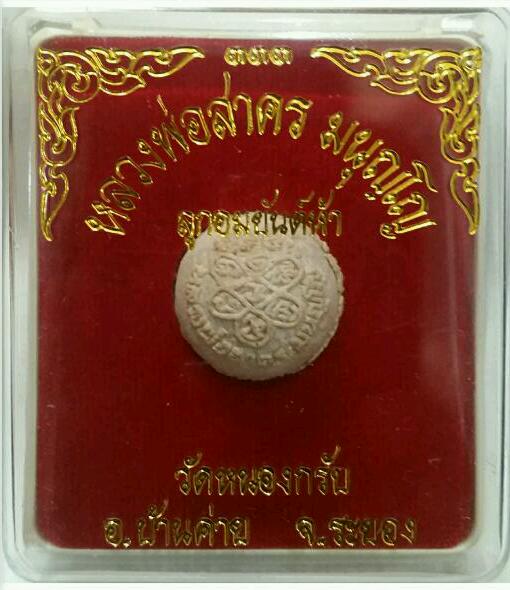 ๓๓๓
หลวงพ่อสาคร มนุญฺโญ
ลูกอมยันต์ห้า
วัดหนองกรับ
อ.บ้านค่าย จ.ระยอง